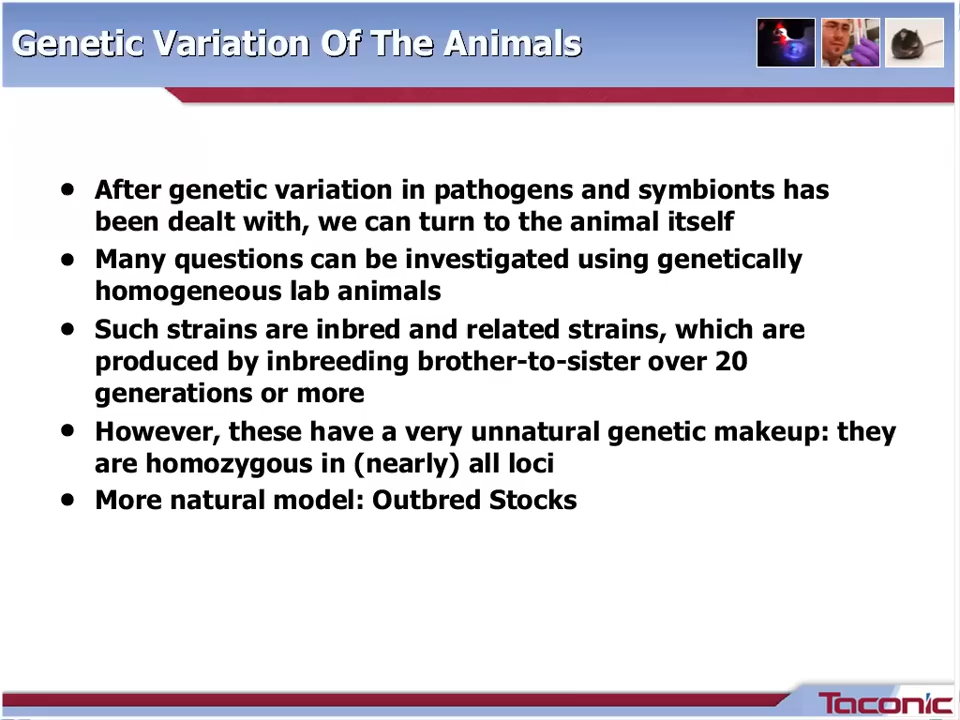 Genetic Variation Of The Animals
• After genetic variation in pathogens and symbionts has
been dealt with, we can turn to the animal itself
• Many questions can be investigated using genetically
homogeneous lab animals
• Such strains are inbred and related strains, which are
produced by inbreeding brother-to-sister over 20
generations or more
• However, these have a very unnatural genetic makeup: they
are homozygous in (nearly) all loci
• More natural model: Outbred Stocks
Taconic